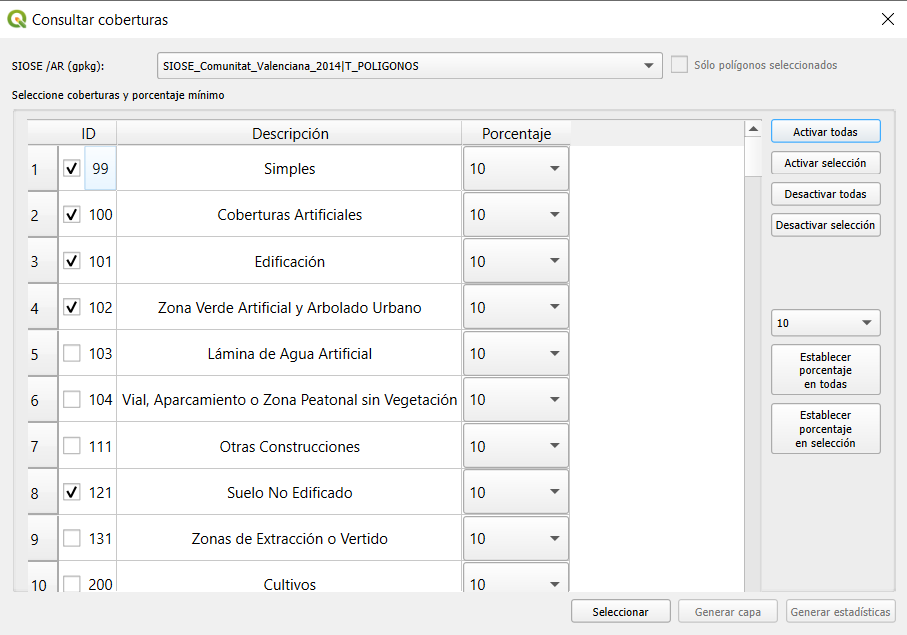 Consultar coberturas
SIOSE /AR (gpkg):
SIOSE_Comunitat_Valenciana_2014|T_POLIGONOS
Sólo polígonos seleccionados
Seleccione coberturas y porcentaje mínimo
ID Descripción Porcentaje
1 99 Simples 10
2 100 Coberturas Artificiales 10
3 101 Edificación 10
4 102 Zona Verde Artificial y Arbolado Urbano 10
5 103 Lámina de Agua Artificial 10
6 104 Vial, Aparcamiento o Zona Peatonal sin Vegetación 10
7 111 Otras Construcciones 10
8 121 Suelo No Edificado 10
9 131 Zonas de Extracción o Vertido 10
10 200 Cultivos 10
Activar todas
Activar selección
Desactivar todas
Desactivar selección
10
Establecer
porcentaje
en todas
Establecer
porcentaje
en selección
Seleccionar
Generar capa
Generar estadísticas